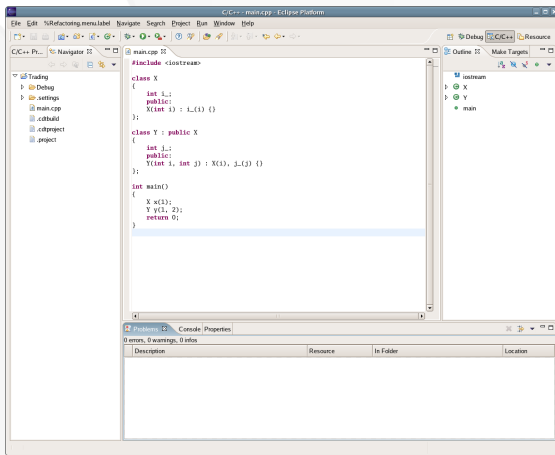 C/C++ - main.cpp - Eclipse Platform
File Edit %Refactoring.menu.label Navigate Search Project Run Window Help
Debug C/C++ Resource
C/C++ Pr... Navigator
Trading
Debug
.settings
main.cpp
.cdtbuild
.cdtproject
.project
main.cpp
#include <iostream>
class X
{
int i_;
public:
X(int i) : i_(i) {}
};
class Y : public X
{
int j_;
public:
Y(int i, int j) : X(i), j_(j) {}
};
int main()
{
X x(1);
Y y(1, 2);
return 0;
}
Outline Make Targets
iostream
X
Y
main
Problems Console Properties
0 errors, 0 warnings, 0 infos
Description Resource In Folder Location